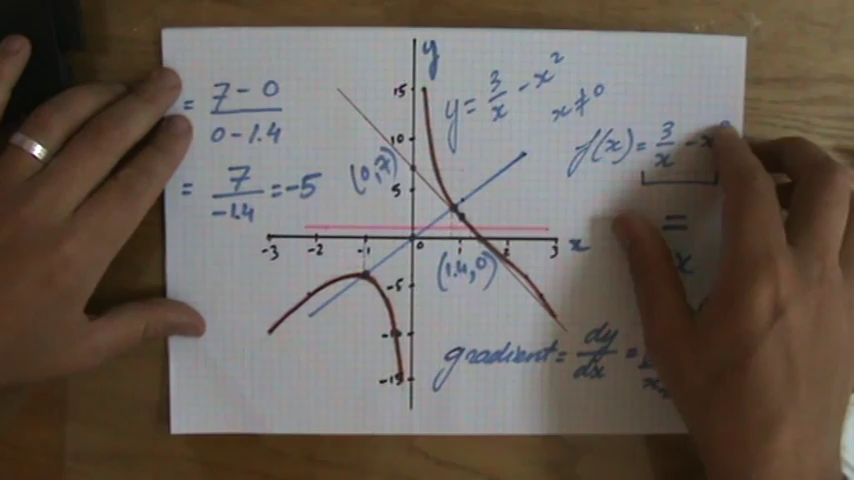 = 7 - 0 / 0 - 1.4
= 7 / -1.4 = -5
y
15
10
5
-5
-15
-3 -2 -1 0 1 2 3 x
y = 3/x - x²
x ≠ 0
(0,7)
(1.4,0)
f(x) = 3/x - x
=
x
gradient = dy/dx =